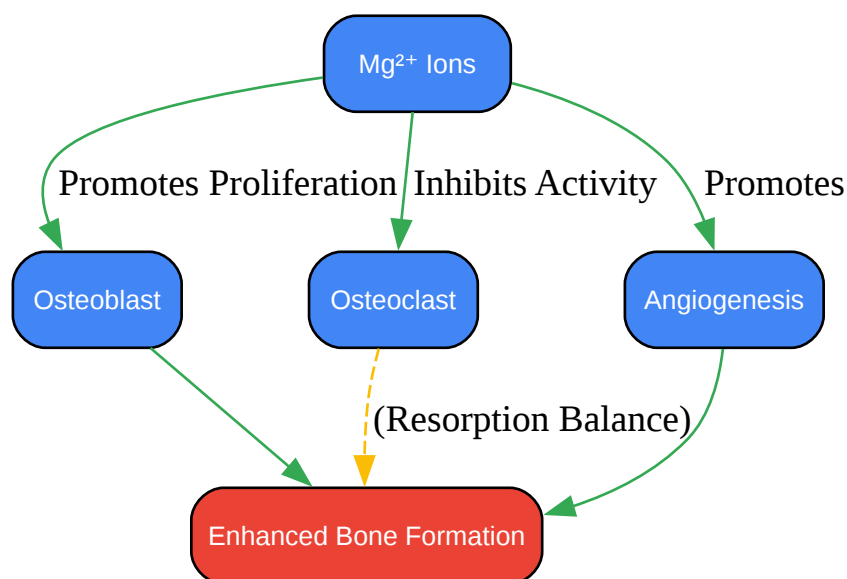 Mg²⁺ Ions
Promotes Proliferation
Inhibits Activity
Promotes
Osteoblast
Osteoclast
Angiogenesis
(Resorption Balance)
Enhanced Bone Formation